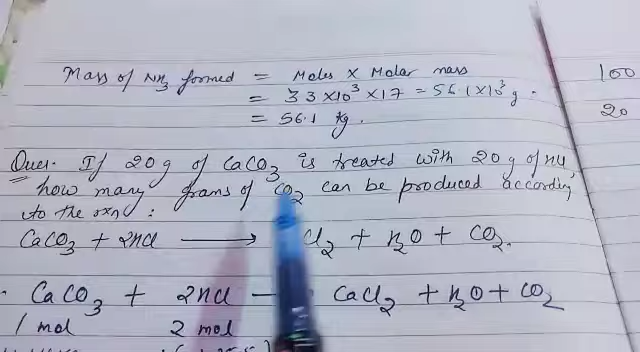 Mass of NH3 formed = Moles × Molar mass
= 33 × 10^3 × 17 = 56.1 × 10^3 g.
= 56.1 kg.
100
20
Ques. If 20 g of CaCO3 is treated with 20 g of HCl,
how many grams of CO2 can be produced according
to the rxn :
CaCO3 + 2HCl → Cl2 + H2O + CO2.
CaCO3 + 2HCl → CaCl2 + H2O + CO2
1 mol 2 mol